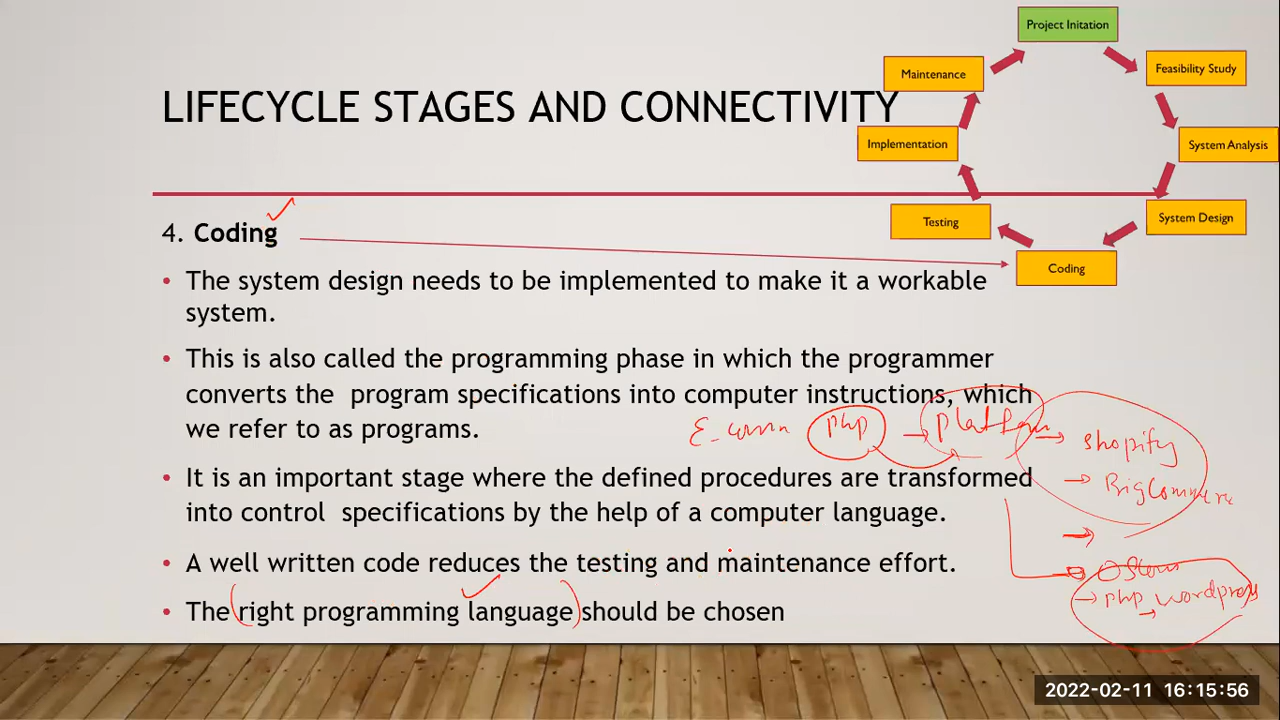 Project Initation
Maintenance
Feasibility Study
LIFECYCLE STAGES AND CONNECTIVITY
Implementation
System Analysis
Testing
System Design
Coding
4. Coding
• The system design needs to be implemented to make it a workable
system.
• This is also called the programming phase in which the programmer
converts the program specifications into computer instructions, which
we refer to as programs.
PHP → platform → shopify
→ BigCommerce
• It is an important stage where the defined procedures are transformed
into control specifications by the help of a computer language.
• A well written code reduces the testing and maintenance effort.
• The (right programming language) should be chosen
→ PHP wordpress
2022-02-11 16:15:56